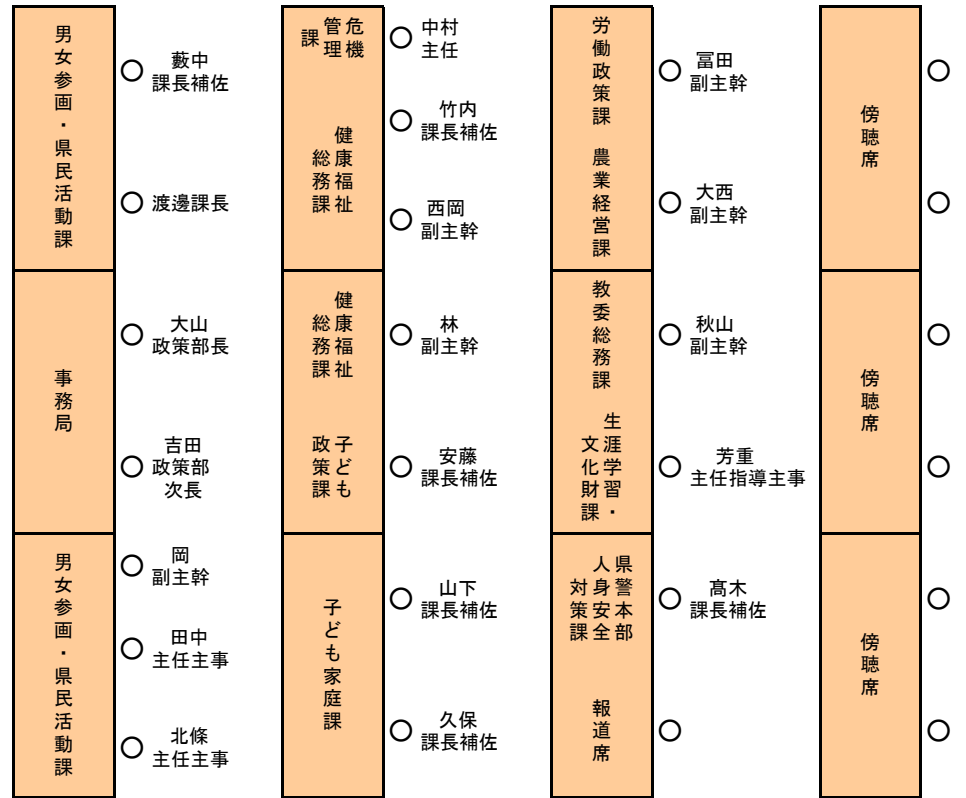 男女参画・県民活動課
藪中
課長補佐
渡邊課長
事務局
大山
政策部長
吉田
政策部
次長
男女参画・県民活動課
岡
副主幹
田中
主任主事
北條
主任主事
危機
管理
課
中村
主任
健康福祉
総務課
竹内
課長補佐
西岡
副主幹
健康福祉
総務課
林
副主幹
子ども
政策課
安藤
課長補佐
子ども家庭課
山下
課長補佐
久保
課長補佐
労働政策課
冨田
副主幹
農業経営課
大西
副主幹
教委総務課
秋山
副主幹
生涯学習・
文化財課
芳重
主任指導主事
県警本部
人身安全
対策課
髙木
課長補佐
報道席
傍聴席
傍聴席
傍聴席